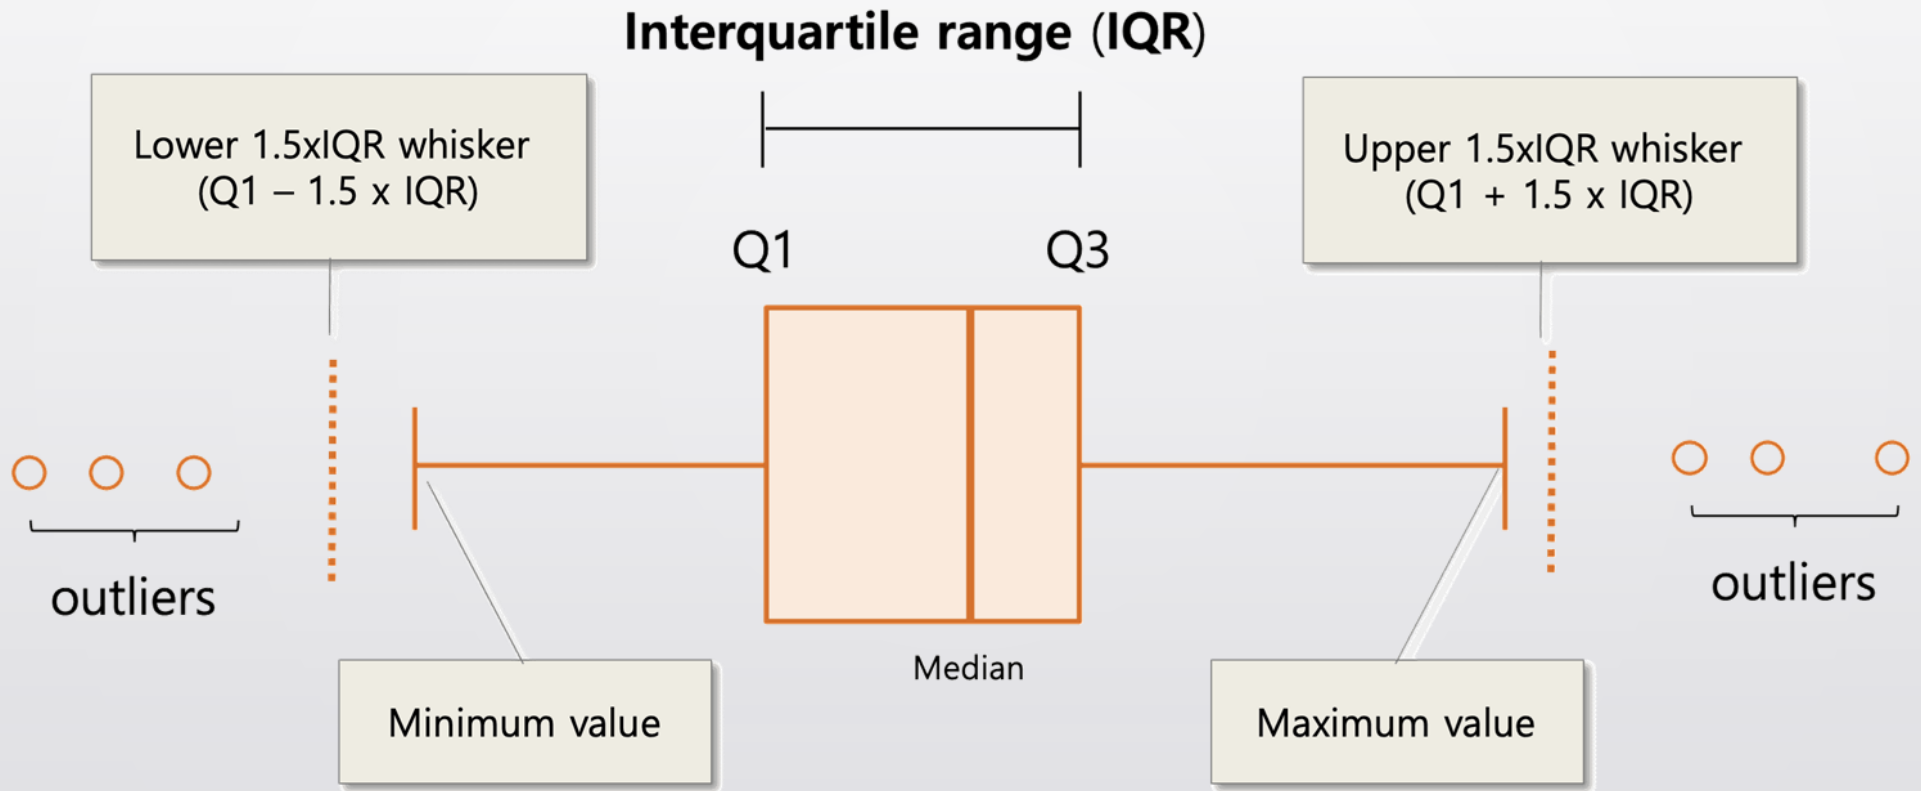 Interquartile range (IQR)
Lower 1.5xIQR whisker
(Q1 – 1.5 x IQR)
Upper 1.5xIQR whisker
(Q1 + 1.5 x IQR)
Q1
Q3
outliers
outliers
Median
Minimum value
Maximum value